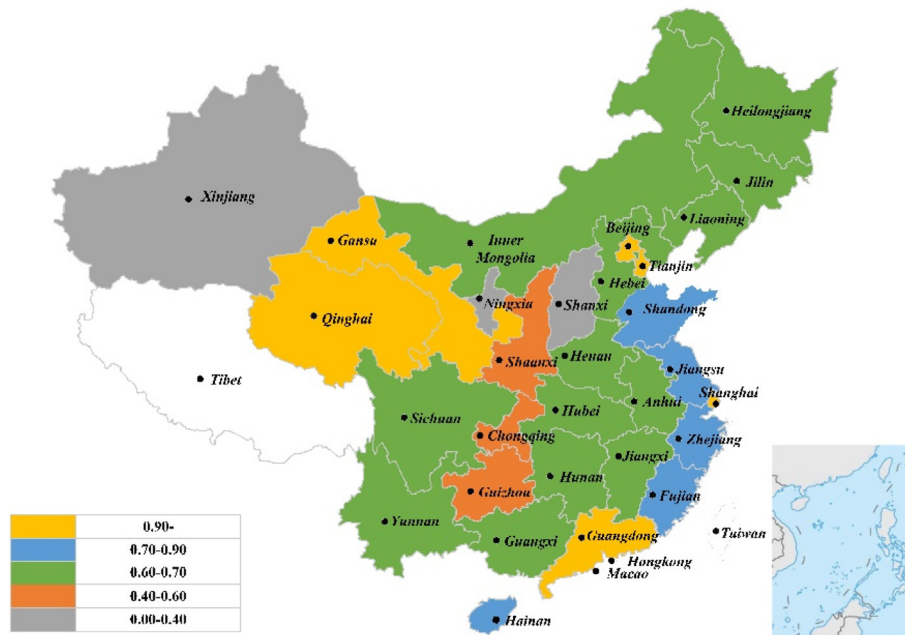 Heilongjiang
Jilin
Xinjiang
Liaoning
Beijing
Gansu
Inner
Mongolia
Tianjin
Hebei
Ningxia
Shanxi
Shandong
Qinghai
Shaanxi
Henan
Jiangsu
Tibet
Shanghai
Anhui
Hubei
Sichuan
Chongqing
Zhejiang
Jiangxi
Hunan
Guizhou
Fujian
Yunnan
Taiwan
Guangdong
Guangxi
Hongkong
Macao
Hainan
0.90-
0.70-0.90
0.60-0.70
0.40-0.60
0.00-0.40